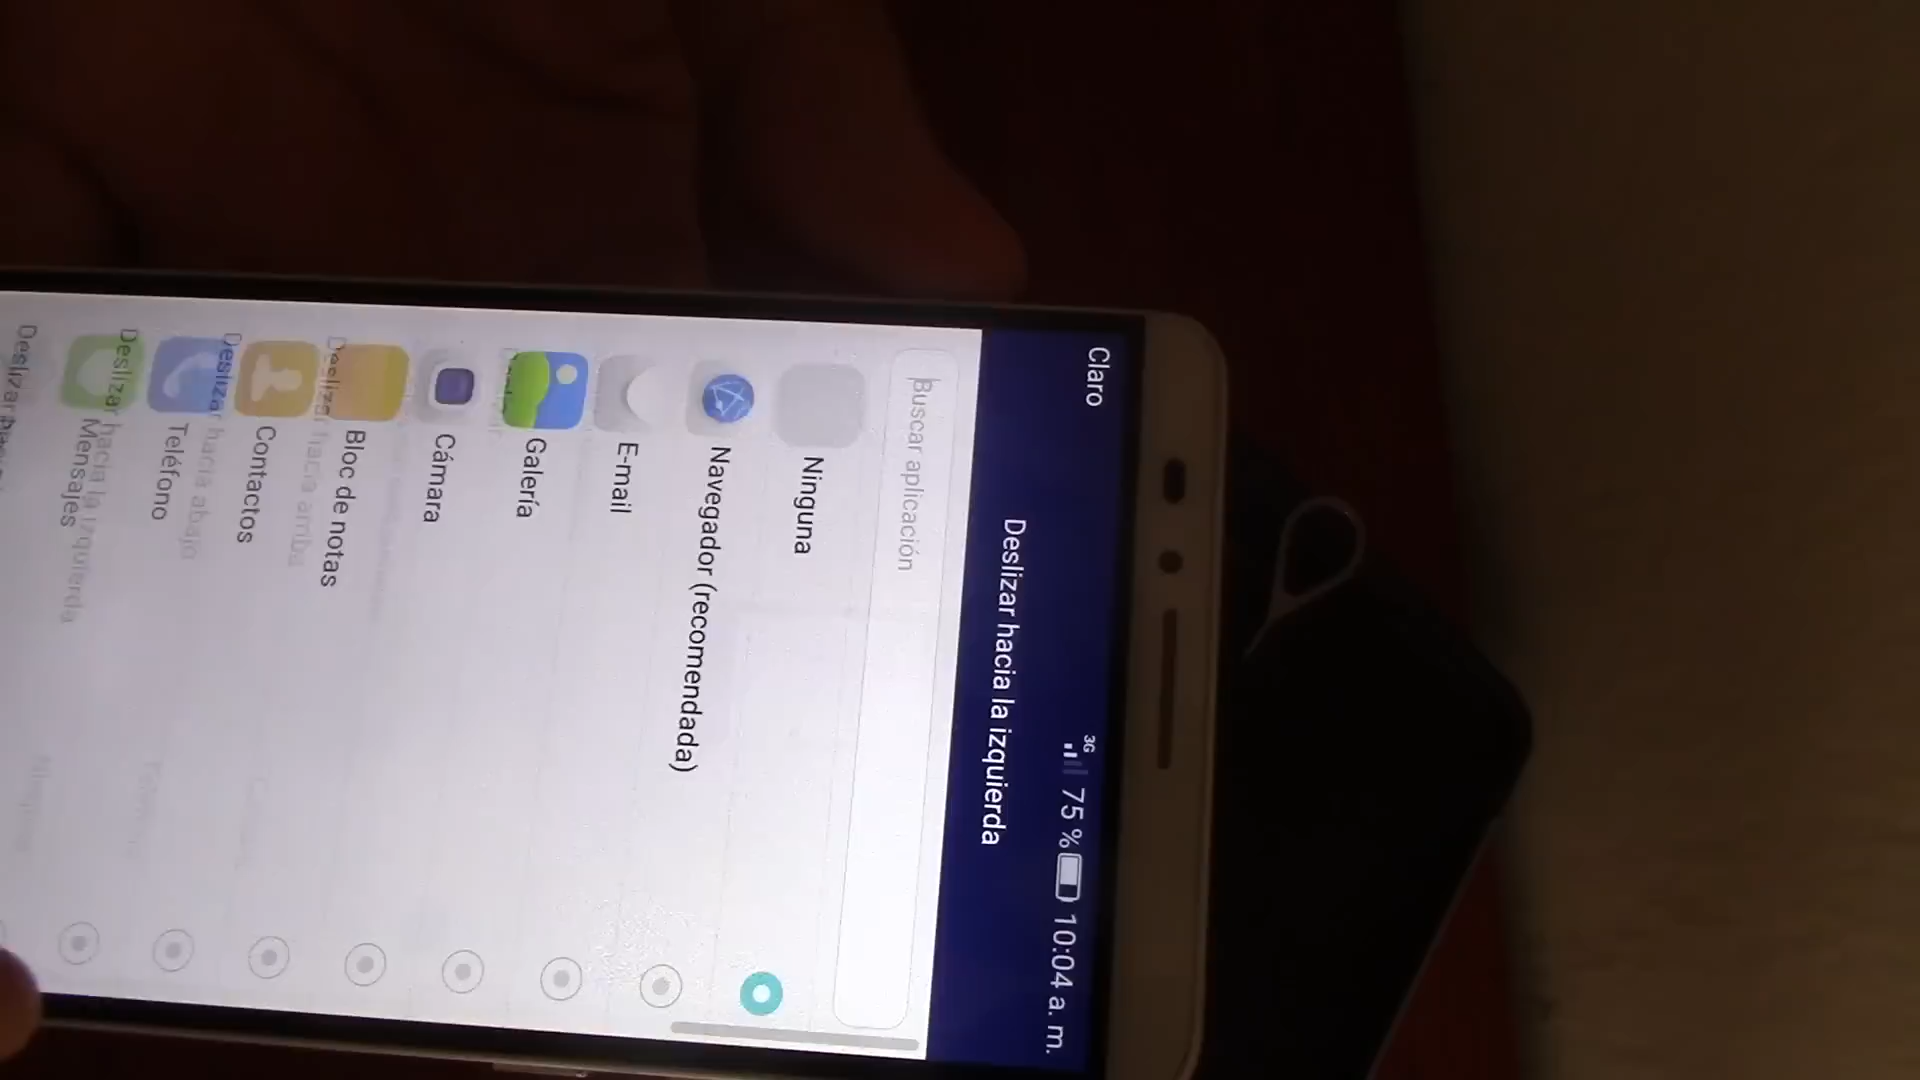 Claro
3G 75 % 10:04 a. m.
Deslizar hacia la izquierda
Buscar aplicación
Ninguna
Navegador (recomendada)
E-mail
Galería
Cámara
Bloc de notas
Deslizar hacia arriba
Contactos
Deslizar hacia abajo
Teléfono
Deslizar hacia la izquierda
Mensajes
Deslizar